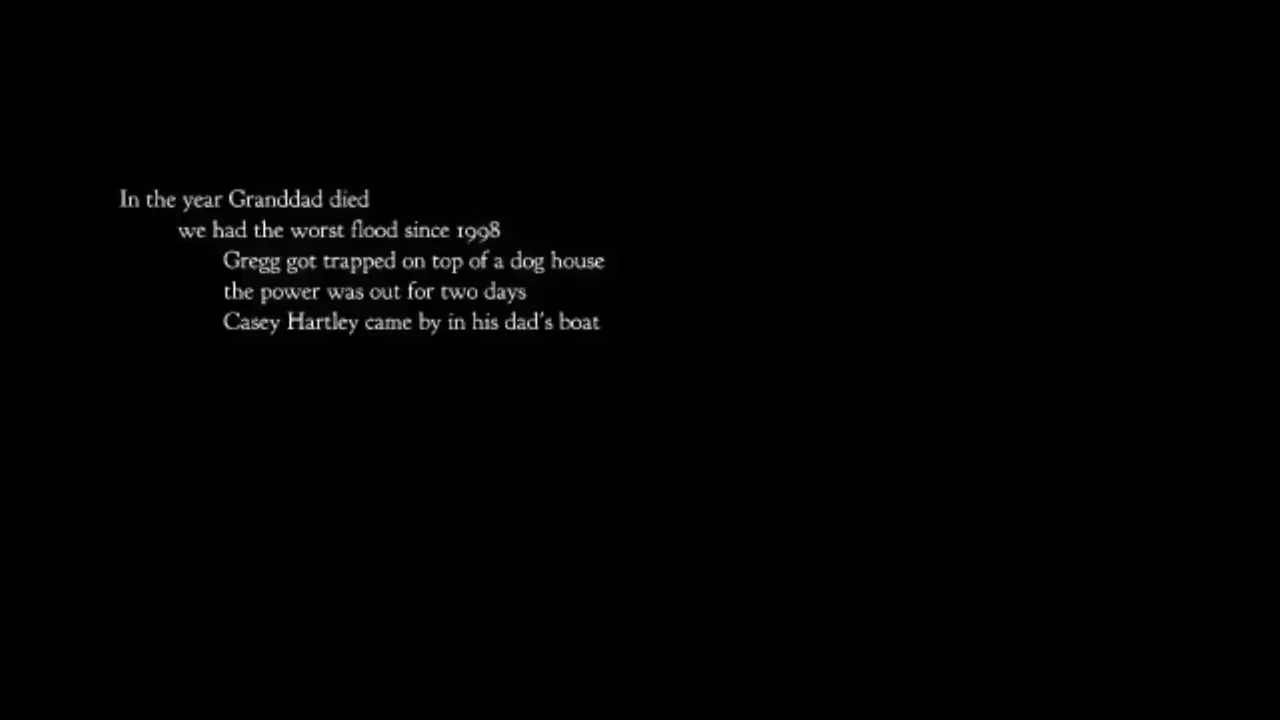 In the year Granddad died
we had the worst flood since 1998
Gregg got trapped on top of a dog house
the power was out for two days
Casey Hartley came by in his dad's boat